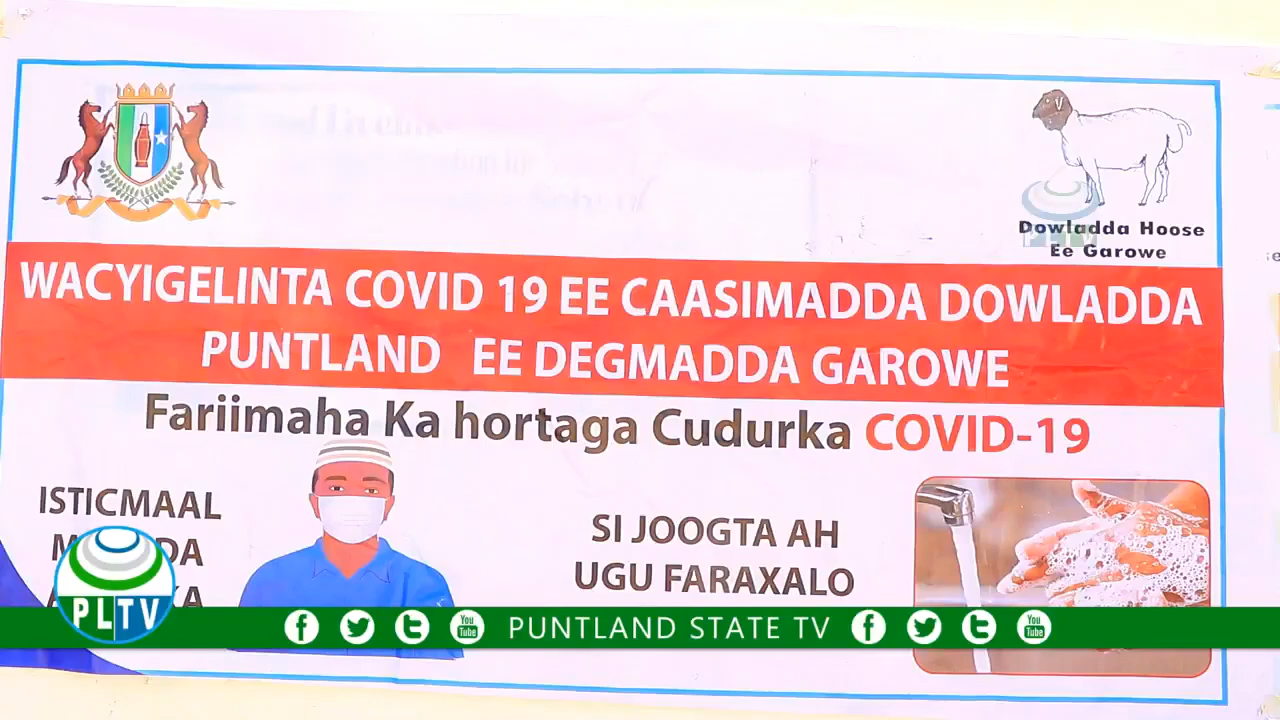 Dowladda Hoose
Ee Garowe
WACYIGELINTA COVID 19 EE CAASIMADDA DOWLADDA
PUNTLAND EE DEGMADDA GAROWE
Fariimaha Ka hortaga Cudurka COVID-19
ISTICMAAL
SI JOOGTA AH
UGU FARAXALO
PLTV
PUNTLAND STATE TV